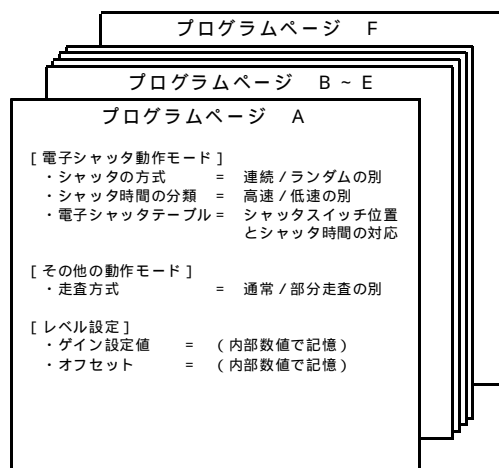 プログラムページ F
プログラムページ B ~ E
プログラムページ A
[電子シャッタ動作モード]
・シャッタの方式 = 連続/ランダムの別
・シャッタ時間の分類 = 高速/低速の別
・電子シャッタテーブル= シャッタスイッチ位置
とシャッタ時間の対応
[その他の動作モード]
・走査方式 = 通常/部分走査の別
[レベル設定]
・ゲイン設定値 = (内部数値で記憶)
・オフセット = (内部数値で記憶)